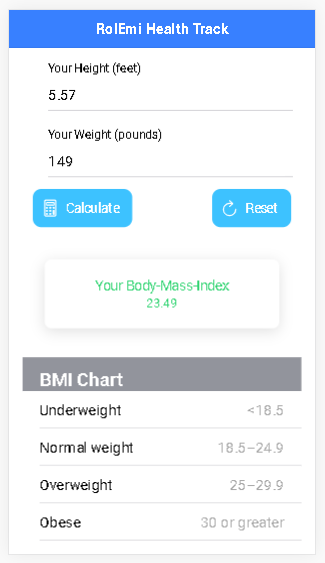 RolEmi Health Track
Your Height (feet)
5.57
Your Weight (pounds)
149
Calculate
Reset
Your Body-Mass-Index
23.49
BMI Chart
Underweight <18.5
Normal weight 18.5–24.9
Overweight 25–29.9
Obese 30 or greater